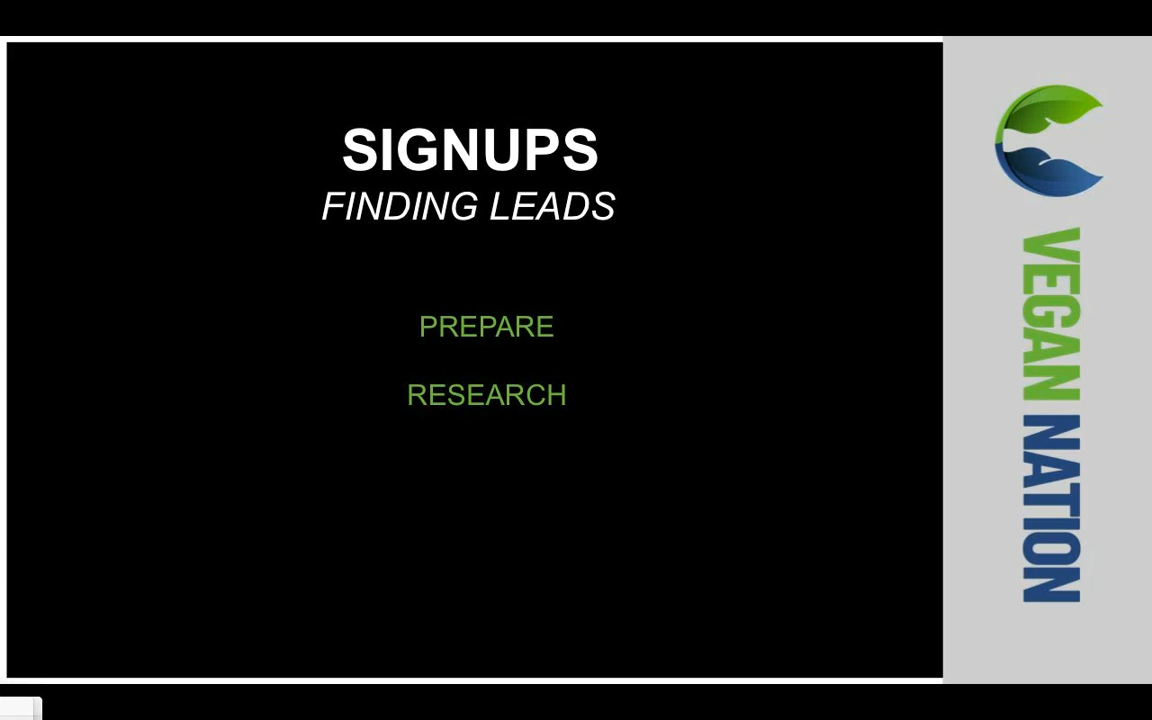 SIGNUPS
FINDING LEADS
PREPARE
RESEARCH
VEGAN NATION